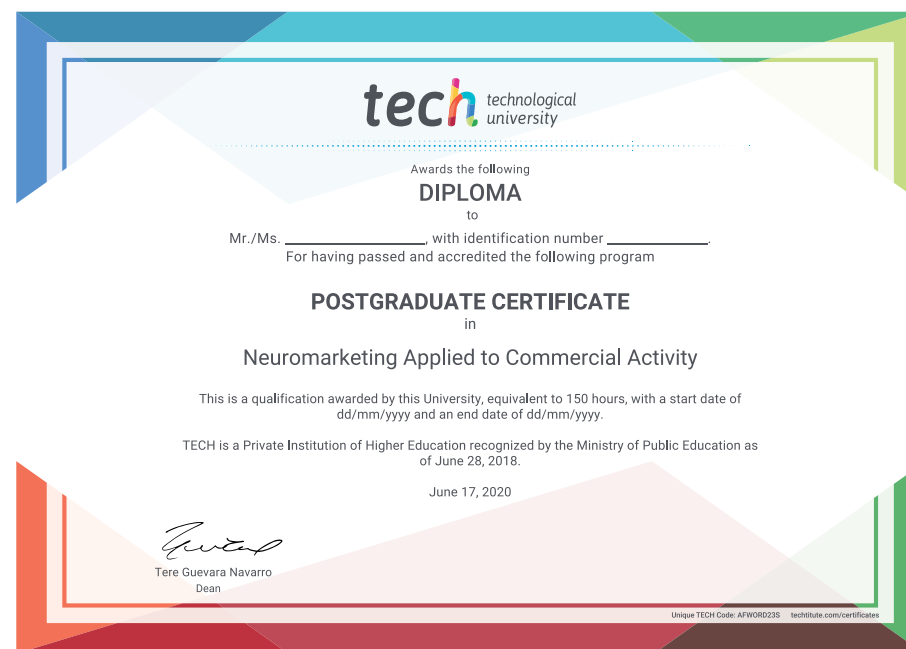 tech technological
university
Awards the following
DIPLOMA
to
Mr./Ms. ____________________, with identification number __________________.
For having passed and accredited the following program
POSTGRADUATE CERTIFICATE
in
Neuromarketing Applied to Commercial Activity
This is a qualification awarded by this University, equivalent to 150 hours, with a start date of
dd/mm/yyyy and an end date of dd/mm/yyyy.
TECH is a Private Institution of Higher Education recognized by the Ministry of Public Education as
of June 28, 2018.
June 17, 2020
Tere Guevara Navarro
Dean
Unique TECH Code: AFWORD23S techtitute.com/certificates